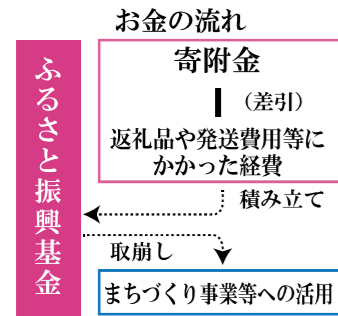 お金の流れ
ふるさと振興基金
寄附金
（差引）
返礼品や発送費用等に
かかった経費
積み立て
取崩し
まちづくり事業等への活用